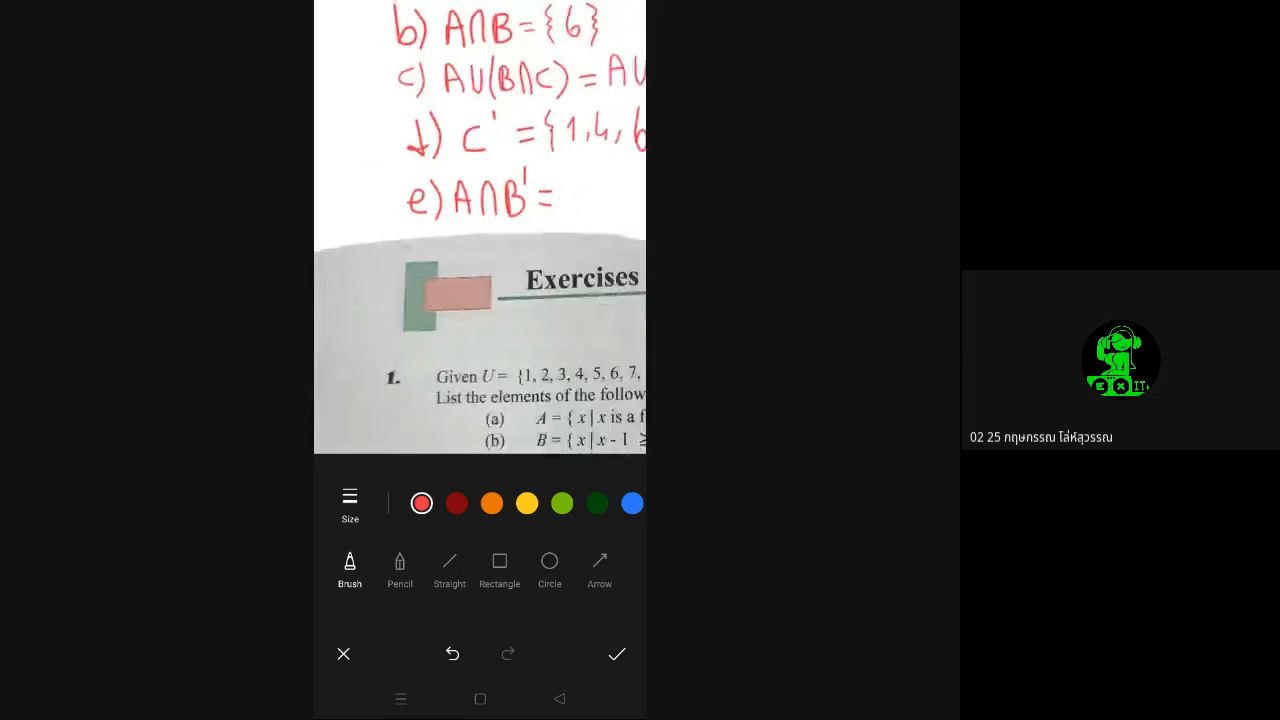 b) A∩B = {6}
c) A∪(B∩C) = A∪
d) C' = {1, 4, 6
e) A∩B' =
Exercises
1. Given U = {1, 2, 3, 4, 5, 6, 7,
List the elements of the follow
(a) A = { x | x is a f
(b) B = { x | x - 1 ≥
Size
Brush Pencil Straight Rectangle Circle Arrow
E X IT
02 25 กฤษกรรณ โล่ห์สุวรรณ